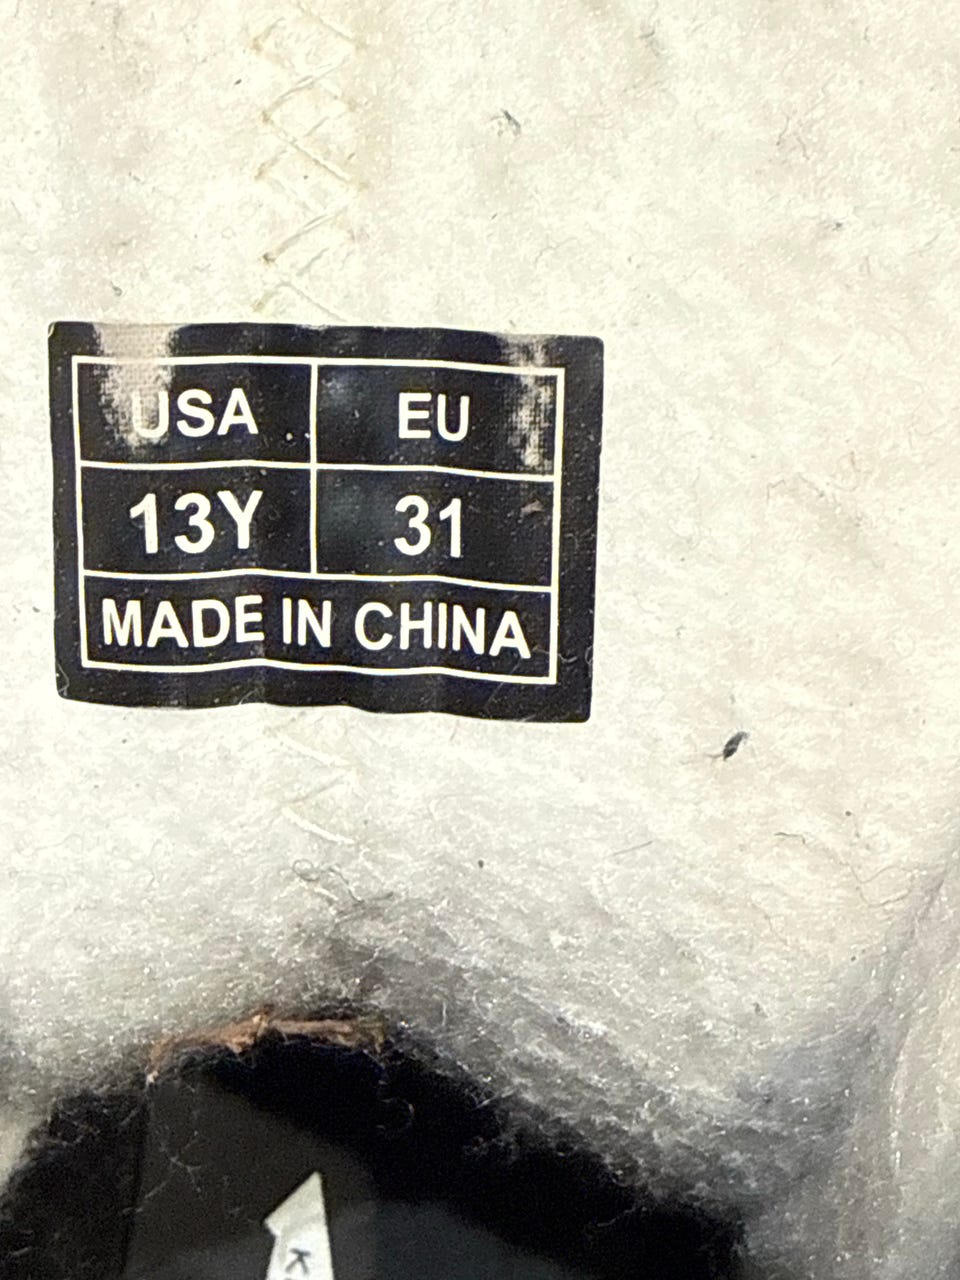 USA EU
13Y 31
MADE IN CHINA
K